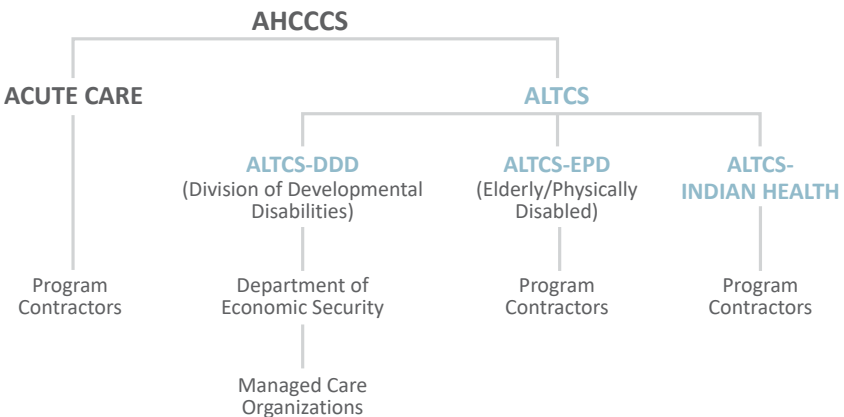 AHCCCS
ACUTE CARE
ALTCS
ALTCS-DDD
(Division of Developmental
Disabilities)
ALTCS-EPD
(Elderly/Physically
Disabled)
ALTCS-
INDIAN HEALTH
Program
Contractors
Department of
Economic Security
Program
Contractors
Program
Contractors
Managed Care
Organizations